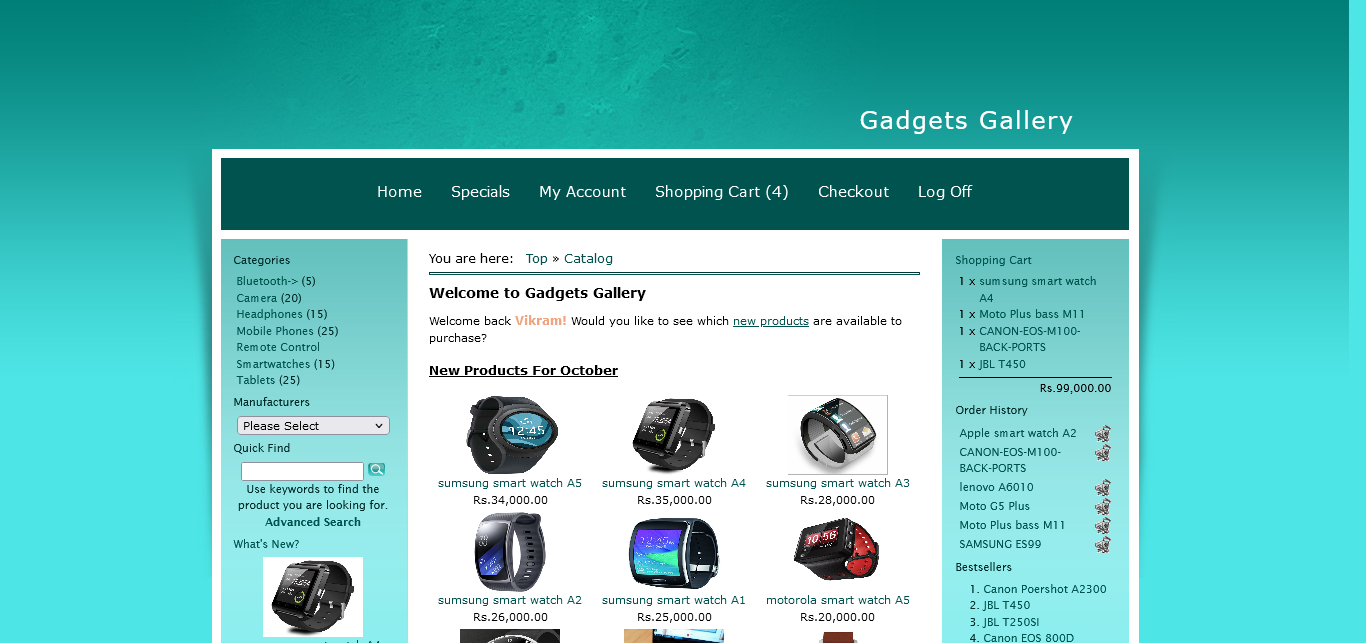 Gadgets Gallery
Home Specials My Account Shopping Cart (4) Checkout Log Off
Categories
Bluetooth-> (5)
Camera (20)
Headphones (15)
Mobile Phones (25)
Remote Control
Smartwatches (15)
Tablets (25)
Manufacturers
Please Select
Quick Find
Use keywords to find the
product you are looking for.
Advanced Search
What's New?
You are here: Top » Catalog
Welcome to Gadgets Gallery
Welcome back Vikram! Would you like to see which new products are available to
purchase?
New Products For October
sumsung smart watch A5
Rs.34,000.00
sumsung smart watch A4
Rs.35,000.00
sumsung smart watch A3
Rs.28,000.00
sumsung smart watch A2
Rs.26,000.00
sumsung smart watch A1
Rs.25,000.00
motorola smart watch A5
Rs.20,000.00
Shopping Cart
1 x sumsung smart watch
A4
1 x Moto Plus bass M11
1 x CANON-EOS-M100-
BACK-PORTS
1 x JBL T450
Rs.99,000.00
Order History
Apple smart watch A2
CANON-EOS-M100-
BACK-PORTS
lenovo A6010
Moto G5 Plus
Moto Plus bass M11
SAMSUNG ES99
Bestsellers
1. Canon Poershot A2300
2. JBL T450
3. JBL T250SI
4. Canon EOS 800D